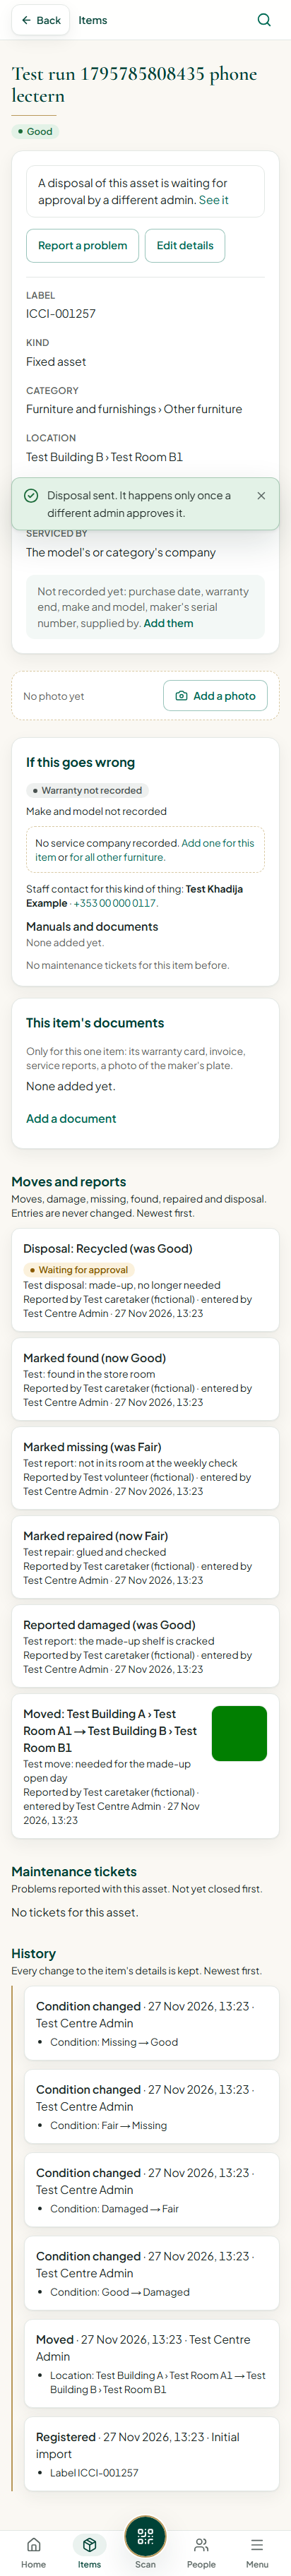 Back Items
Test run 1795785808435 phone
lectern
Good
A disposal of this asset is waiting for
approval by a different admin. See it
Report a problem Edit details
LABEL
ICCI-001257
KIND
Fixed asset
CATEGORY
Furniture and furnishings › Other furniture
LOCATION
Test Building B › Test Room B1
Disposal sent. It happens only once a
different admin approves it.
SERVICED BY
The model's or category's company
Not recorded yet: purchase date, warranty
end, make and model, maker's serial
number, supplied by. Add them
No photo yet Add a photo
If this goes wrong
Warranty not recorded
Make and model not recorded
No service company recorded. Add one for this
item or for all other furniture.
Staff contact for this kind of thing: Test Khadija
Example · +353 00 000 0117.
Manuals and documents
None added yet.
No maintenance tickets for this item before.
This item's documents
Only for this one item: its warranty card, invoice,
service reports, a photo of the maker's plate.
None added yet.
Add a document
Moves and reports
Moves, damage, missing, found, repaired and disposal.
Entries are never changed. Newest first.
Disposal: Recycled (was Good)
Waiting for approval
Test disposal: made-up, no longer needed
Reported by Test caretaker (fictional) · entered by
Test Centre Admin · 27 Nov 2026, 13:23
Marked found (now Good)
Test: found in the store room
Reported by Test caretaker (fictional) · entered by
Test Centre Admin · 27 Nov 2026, 13:23
Marked missing (was Fair)
Test report: not in its room at the weekly check
Reported by Test volunteer (fictional) · entered by
Test Centre Admin · 27 Nov 2026, 13:23
Marked repaired (now Fair)
Test repair: glued and checked
Reported by Test caretaker (fictional) · entered by
Test Centre Admin · 27 Nov 2026, 13:23
Reported damaged (was Good)
Test report: the made-up shelf is cracked
Reported by Test caretaker (fictional) · entered by
Test Centre Admin · 27 Nov 2026, 13:23
Moved: Test Building A › Test
Room A1 → Test Building B › Test
Room B1
Test move: needed for the made-up
open day
Reported by Test caretaker (fictional) ·
entered by Test Centre Admin · 27 Nov
2026, 13:23
Maintenance tickets
Problems reported with this asset. Not yet closed first.
No tickets for this asset.
History
Every change to the item's details is kept. Newest first.
Condition changed · 27 Nov 2026, 13:23 ·
Test Centre Admin
• Condition: Missing → Good
Condition changed · 27 Nov 2026, 13:23 ·
Test Centre Admin
• Condition: Fair → Missing
Condition changed · 27 Nov 2026, 13:23 ·
Test Centre Admin
• Condition: Damaged → Fair
Condition changed · 27 Nov 2026, 13:23 ·
Test Centre Admin
• Condition: Good → Damaged
Moved · 27 Nov 2026, 13:23 · Test Centre
Admin
• Location: Test Building A › Test Room A1 → Test
Building B › Test Room B1
Registered · 27 Nov 2026, 13:23 · Initial
import
• Label ICCI-001257
Home Items Scan People Menu